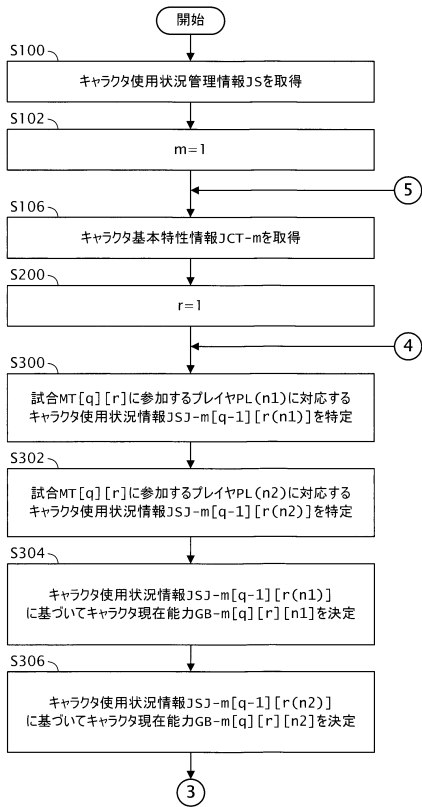 開始
S100
キャラクタ使用状況管理情報JSを取得
S102
m=1
5
S106
キャラクタ基本特性情報JCT-mを取得
S200
r=1
4
S300
試合MT[q][r]に参加するプレイヤPL(n1)に対応する
キャラクタ使用状況情報JSJ-m[q-1][r(n1)]を特定
S302
試合MT[q][r]に参加するプレイヤPL(n2)に対応する
キャラクタ使用状況情報JSJ-m[q-1][r(n2)]を特定
S304
キャラクタ使用状況情報JSJ-m[q-1][r(n1)]
に基づいてキャラクタ現在能力GB-m[q][r][n1]を決定
S306
キャラクタ使用状況情報JSJ-m[q-1][r(n2)]
に基づいてキャラクタ現在能力GB-m[q][r][n2]を決定
3